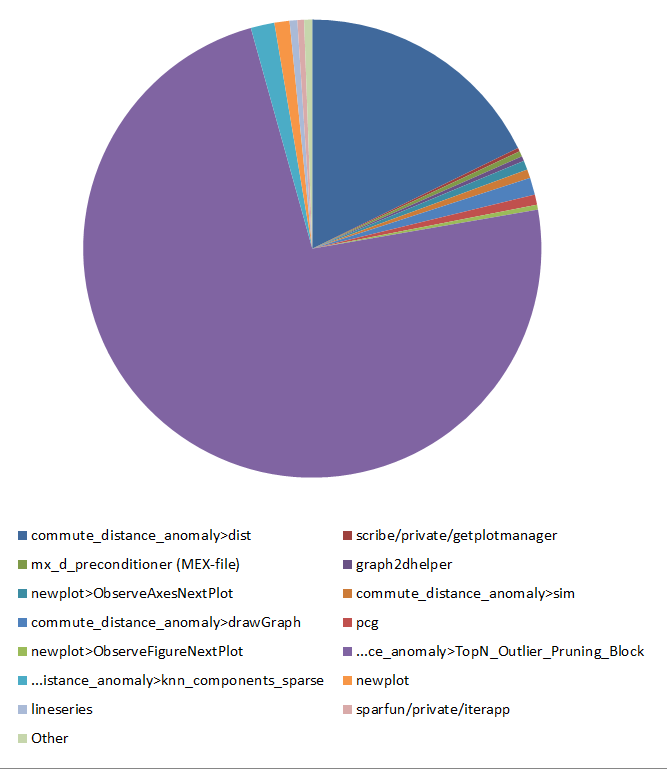 commute_distance_anomaly>dist
scribe/private/getplotmanager
mx_d_preconditioner (MEX-file)
graph2dhelper
newplot>ObserveAxesNextPlot
commute_distance_anomaly>sim
commute_distance_anomaly>drawGraph
pcg
newplot>ObserveFigureNextPlot
...ce_anomaly>TopN_Outlier_Pruning_Block
...istance_anomaly>knn_components_sparse
newplot
lineseries
sparfun/private/iterapp
Other